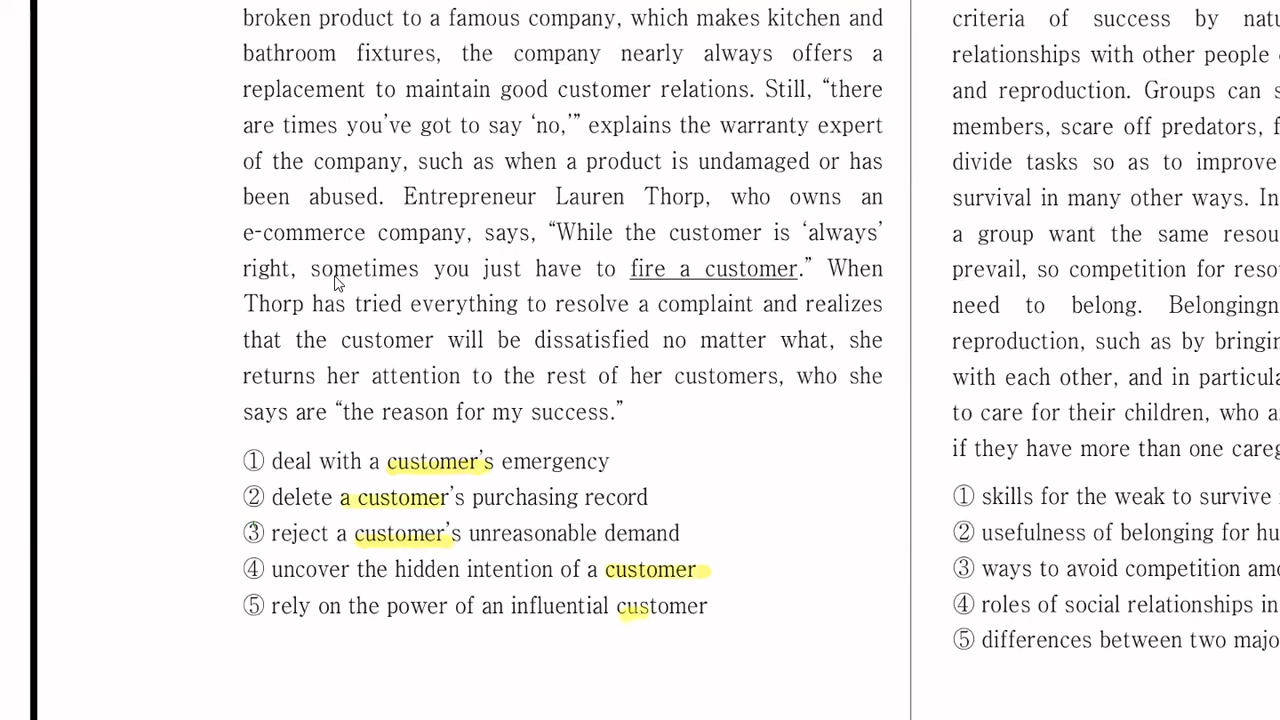 broken product to a famous company, which makes kitchen and
bathroom fixtures, the company nearly always offers a
replacement to maintain good customer relations. Still, “there
are times you’ve got to say ‘no,’” explains the warranty expert
of the company, such as when a product is undamaged or has
been abused. Entrepreneur Lauren Thorp, who owns an
e-commerce company, says, “While the customer is ‘always’
right, sometimes you just have to fire a customer.” When
Thorp has tried everything to resolve a complaint and realizes
that the customer will be dissatisfied no matter what, she
returns her attention to the rest of her customers, who she
says are “the reason for my success.”
① deal with a customer’s emergency
② delete a customer’s purchasing record
③ reject a customer’s unreasonable demand
④ uncover the hidden intention of a customer
⑤ rely on the power of an influential customer
criteria of success by
relationships with other people
and reproduction. Groups can
members, scare off predators,
divide tasks so as to improve
survival in many other ways. In
a group want the same
prevail, so competition for
need to belong.
reproduction, such as by
with each other, and in
to care for their children, who
if they have more than one
① skills for the weak to survive
② usefulness of belonging for
③ ways to avoid competition
④ roles of social relationships in
⑤ differences between two